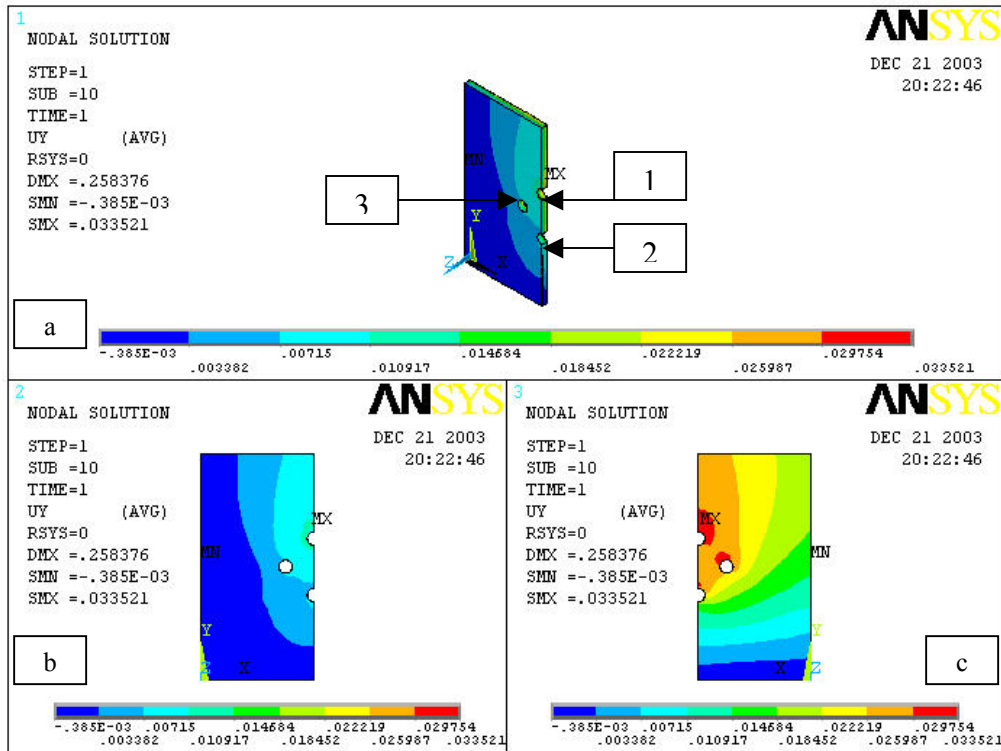 1
NODAL SOLUTION
STEP=1
SUB =10
TIME=1
UY (AVG)
RSYS=0
DMX =.258376
SMN =-.385E-03
SMX =.033521
ANSYS
DEC 21 2003
20:22:46
MN
MX
1
3
2
Y
Z
X
a
-.385E-03 .00715 .014684 .022219 .029754
.003382 .010917 .018452 .025987 .033521
2
NODAL SOLUTION
STEP=1
SUB =10
TIME=1
UY (AVG)
RSYS=0
DMX =.258376
SMN =-.385E-03
SMX =.033521
ANSYS
DEC 21 2003
20:22:46
MX
MN
Y
Z
X
b
-.385E-03 .00715 .014684 .022219 .029754
.003382 .010917 .018452 .025987 .033521
3
NODAL SOLUTION
STEP=1
SUB =10
TIME=1
UY (AVG)
RSYS=0
DMX =.258376
SMN =-.385E-03
SMX =.033521
ANSYS
DEC 21 2003
20:22:46
MX
MN
Y
X
Z
c
-.385E-03 .00715 .014684 .022219 .029754
.003382 .010917 .018452 .025987 .033521